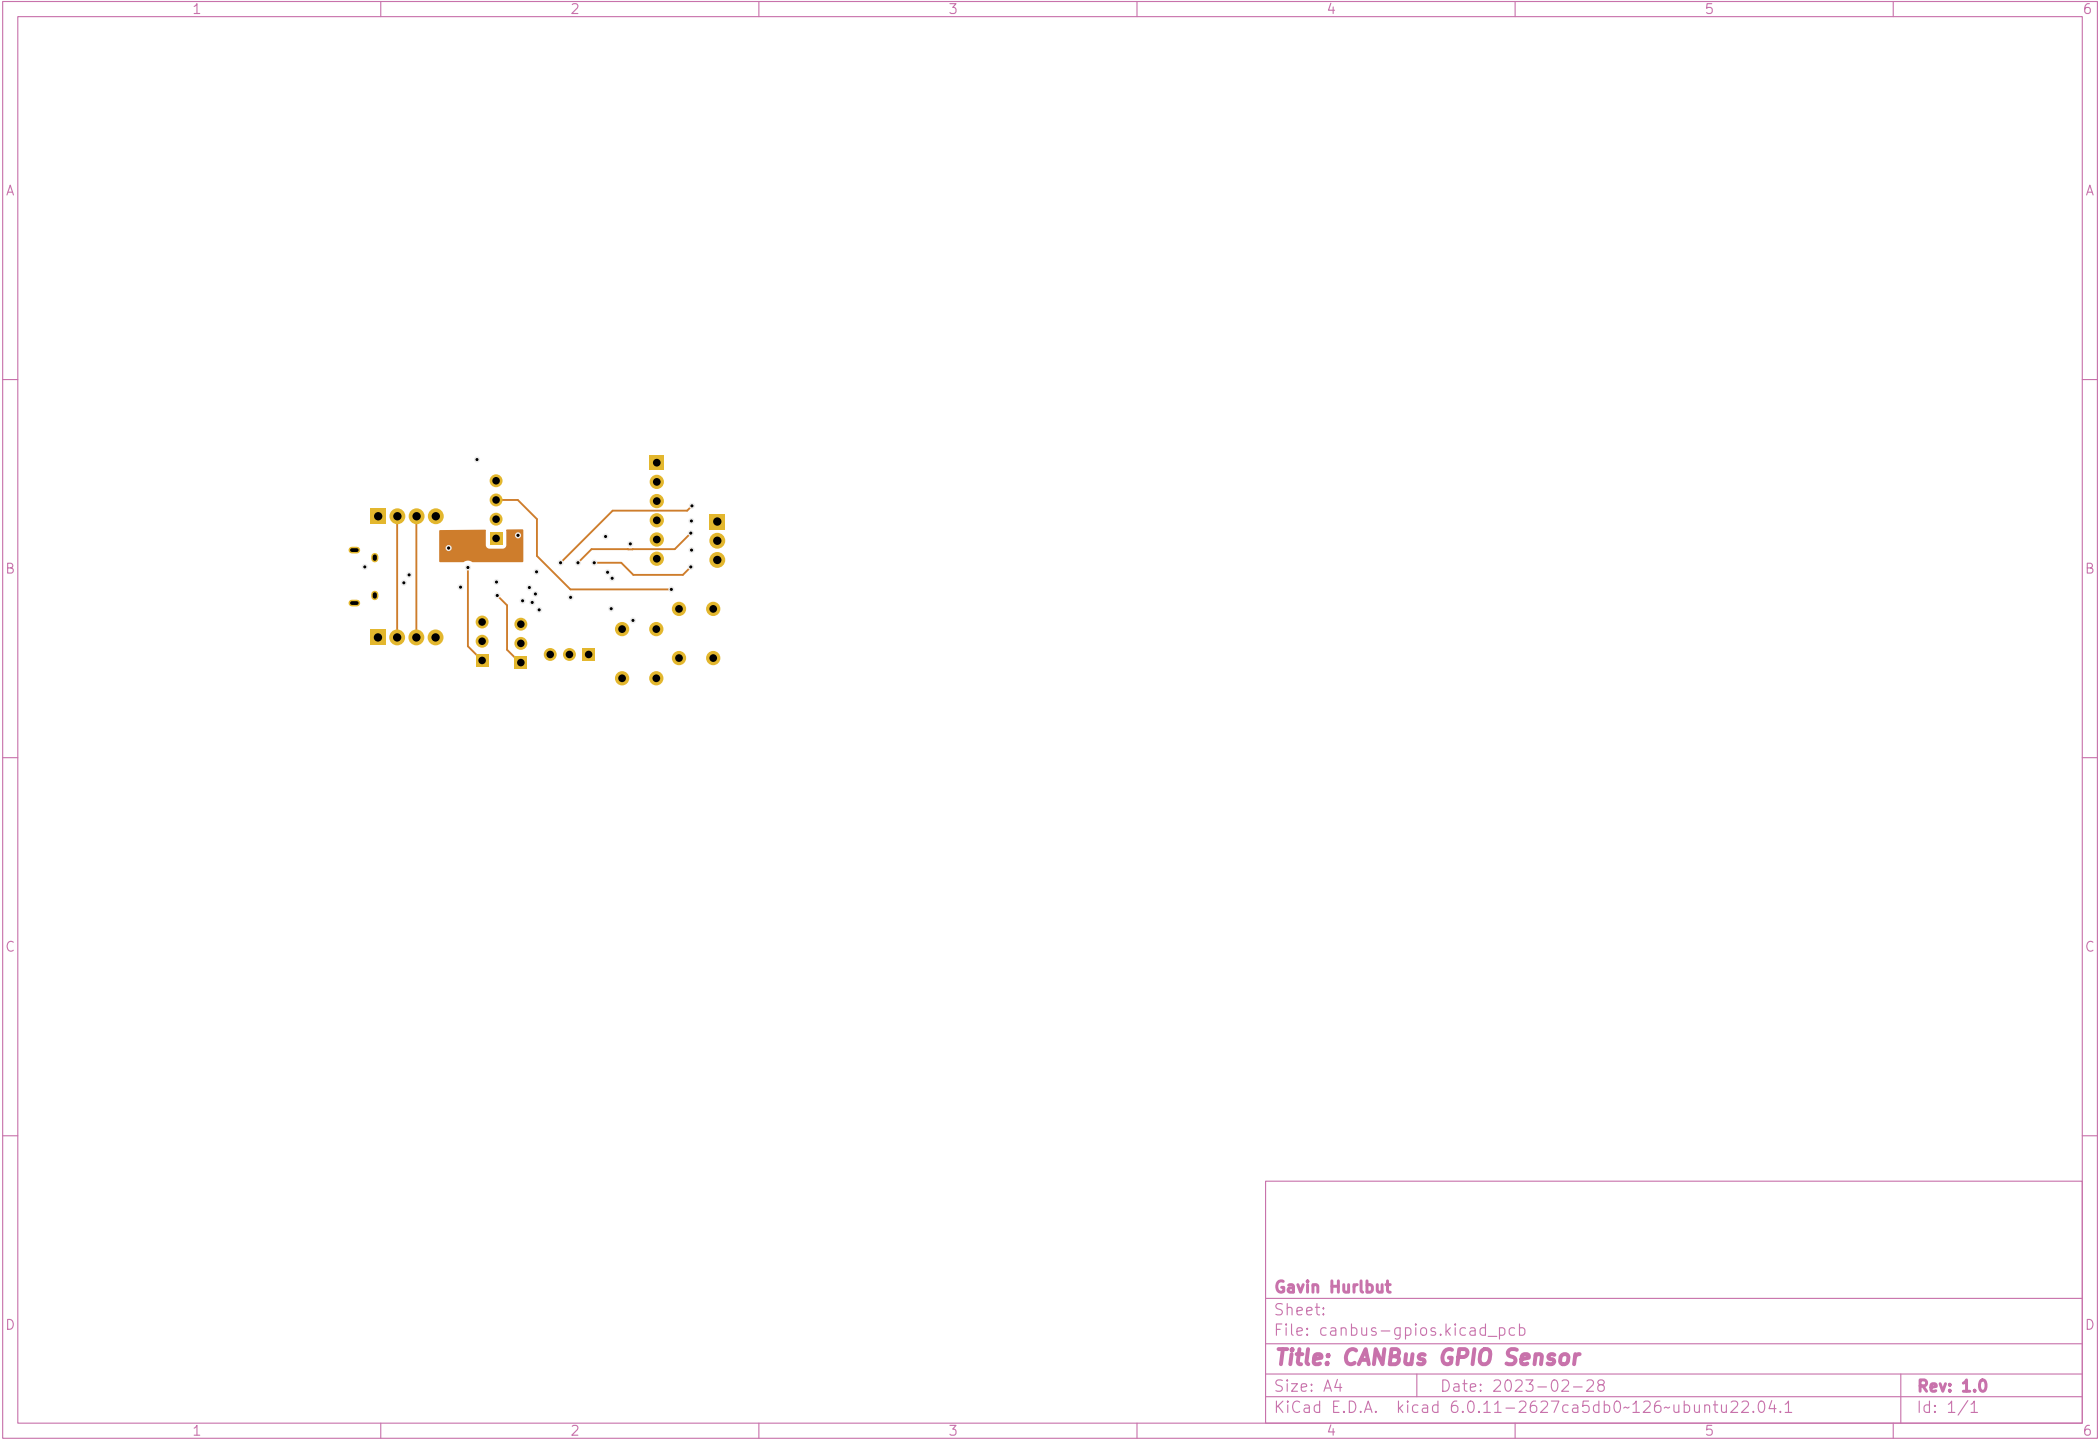 1 2 3 4 5 6
A A
B B
C C
Gavin Hurlbut
Sheet:
File: canbus-gpios.kicad_pcb
D D
Title: CANBus GPIO Sensor
Size: A4 Date: 2023-02-28 Rev: 1.0
KiCad E.D.A. kicad 6.0.11-2627ca5db0~126~ubuntu22.04.1 Id: 1/1
1 2 3 4 5 6